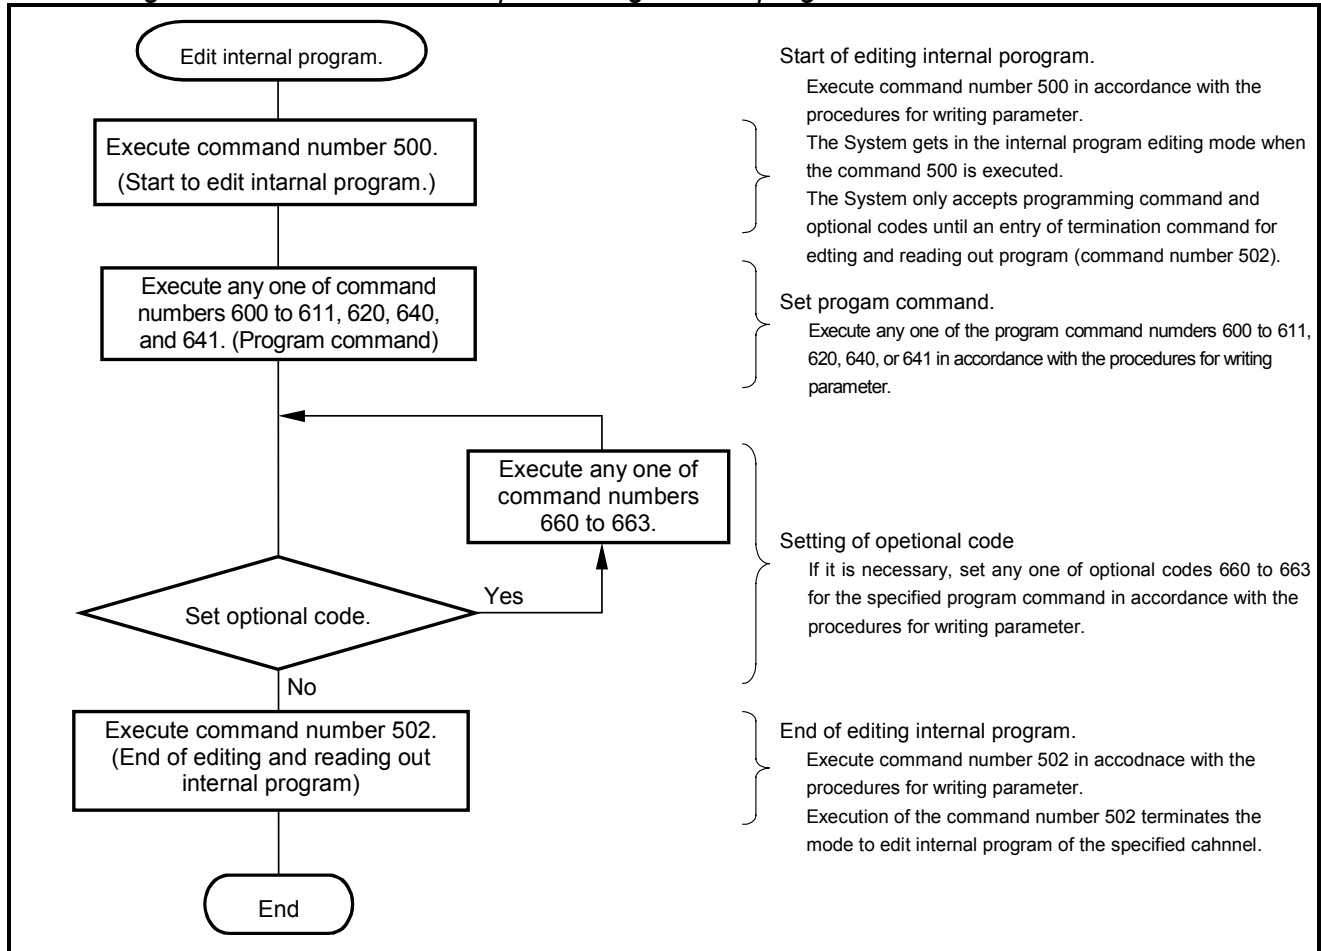 Edit internal program.
Execute command number 500.
(Start to edit intarnal program.)
Execute any one of command
numbers 600 to 611, 620, 640,
and 641. (Program command)
Execute any one of
command numbers
660 to 663.
Yes
Set optional code.
No
Execute command number 502.
(End of editing and reading out
internal program)
End
Start of editing internal porogram.
Execute command number 500 in accordance with the
procedures for writing parameter.
The System gets in the internal program editing mode when
the command 500 is executed.
The System only accepts programming command and
optional codes until an entry of termination command for
edting and reading out program (command number 502).
Set progam command.
Execute any one of the program command numders 600 to 611,
620, 640, or 641 in accordance with the procedures for writing
parameter.
Setting of opetional code
If it is necessary, set any one of optional codes 660 to 663
for the specified program command in accordance with the
procedures for writing parameter.
End of editing internal program.
Execute command number 502 in accodnace with the
procedures for writing parameter.
Execution of the command number 502 terminates the
mode to edit internal program of the specified cahnnel.